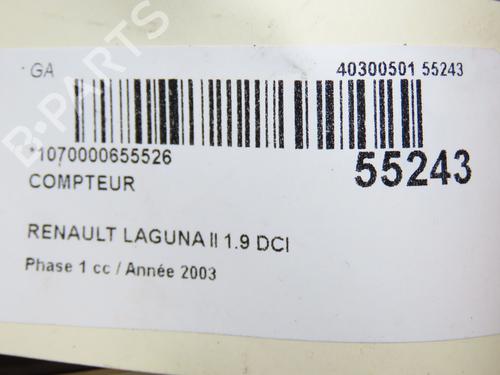 GA
40300501 55243
*1070000655526
55243
COMPTEUR
RENAULT LAGUNA II 1.9 DCI
Phase 1 cc / Année 2003
B-PARTS